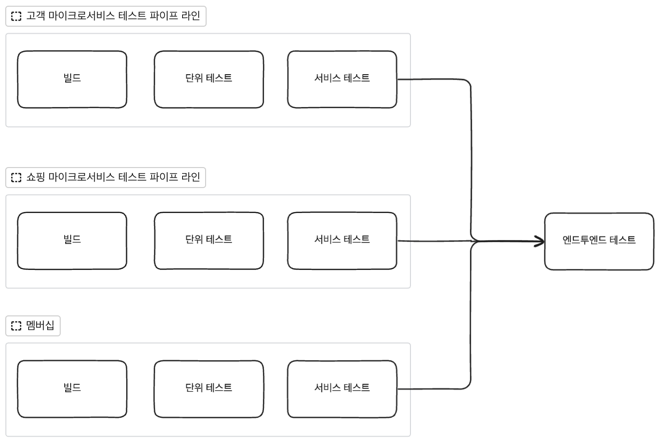 고객 마이크로서비스 테스트 파이프 라인
빌드
단위 테스트
서비스 테스트
쇼핑 마이크로서비스 테스트 파이프 라인
빌드
단위 테스트
서비스 테스트
엔드투엔드 테스트
멤버십
빌드
단위 테스트
서비스 테스트